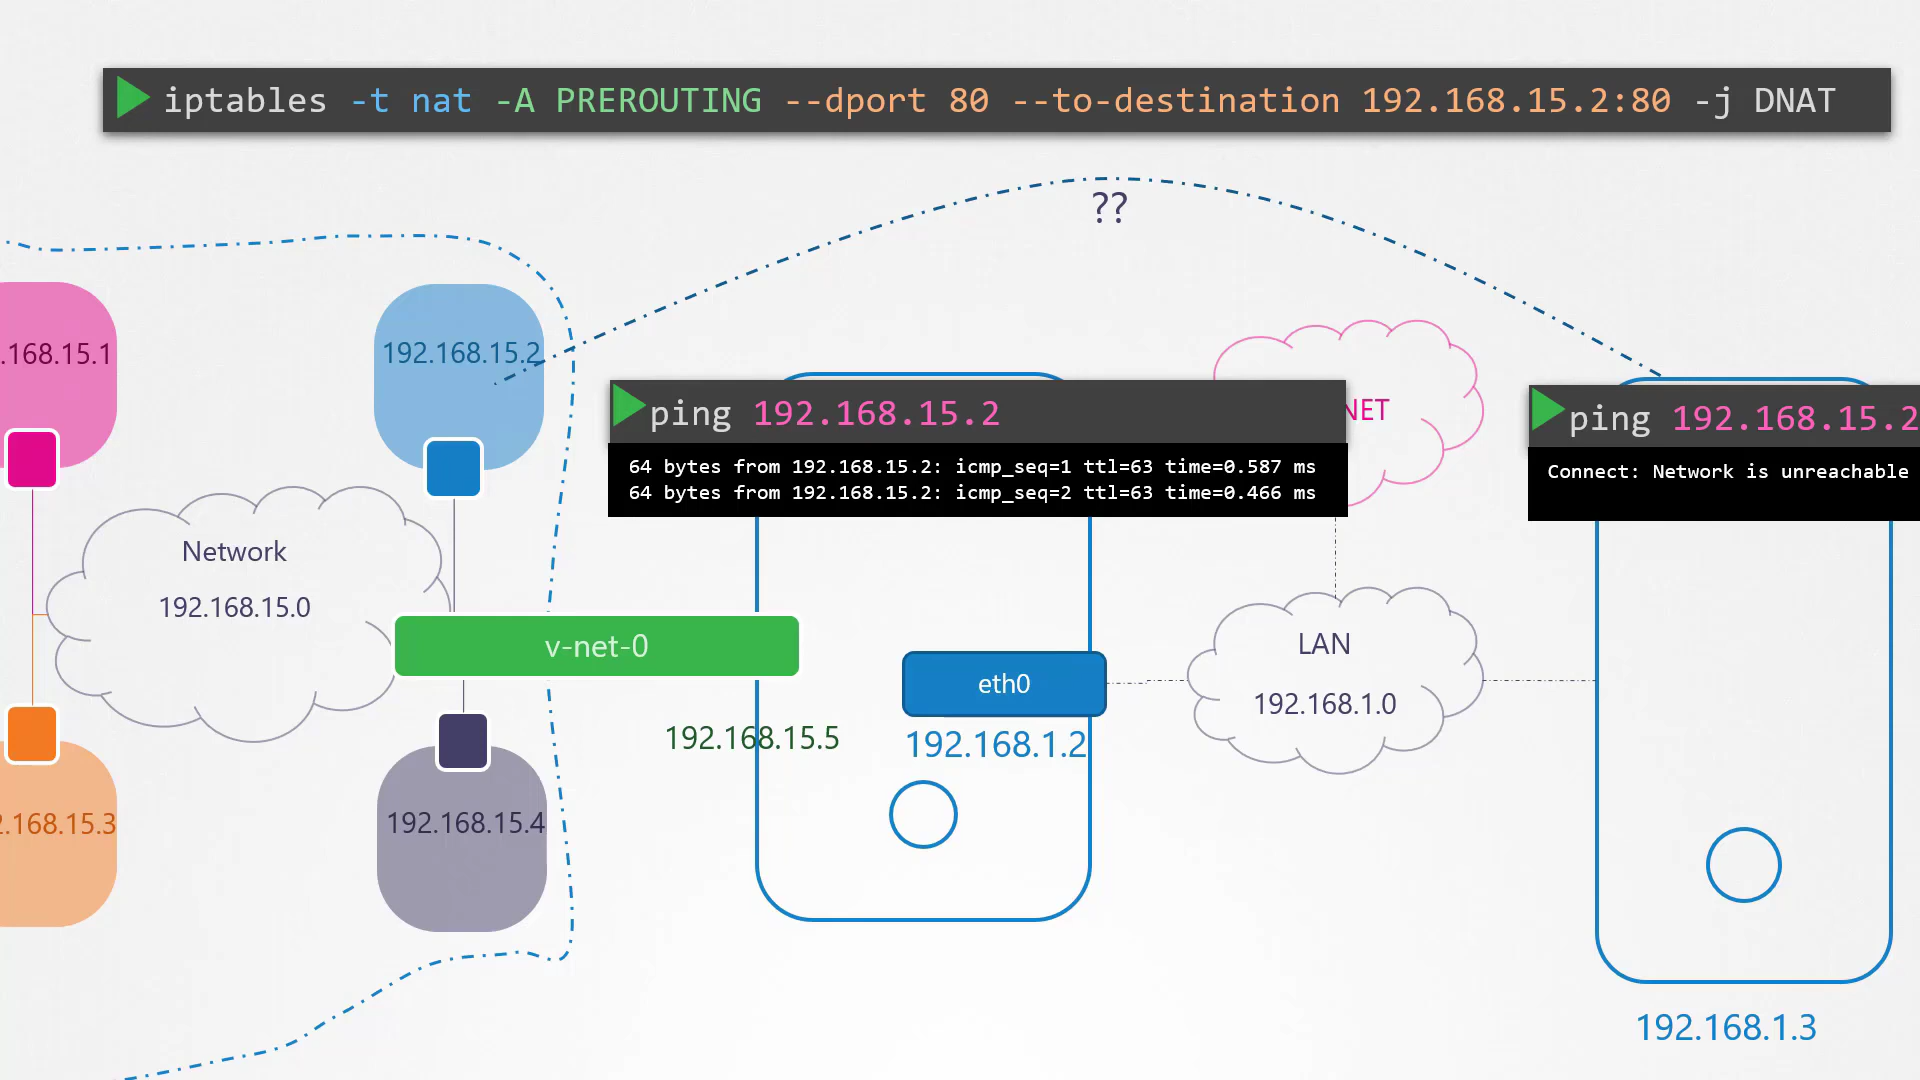 iptables -t nat -A PREROUTING --dport 80 --to-destination 192.168.15.2:80 -j DNAT
??
.168.15.1
192.168.15.2
ping 192.168.15.2
64 bytes from 192.168.15.2: icmp_seq=1 ttl=63 time=0.587 ms
64 bytes from 192.168.15.2: icmp_seq=2 ttl=63 time=0.466 ms
NET
ping 192.168.15.2
Connect: Network is unreachable
Network
192.168.15.0
v-net-0
192.168.15.5
eth0
192.168.1.2
LAN
192.168.1.0
2.168.15.3
192.168.15.4
192.168.1.3